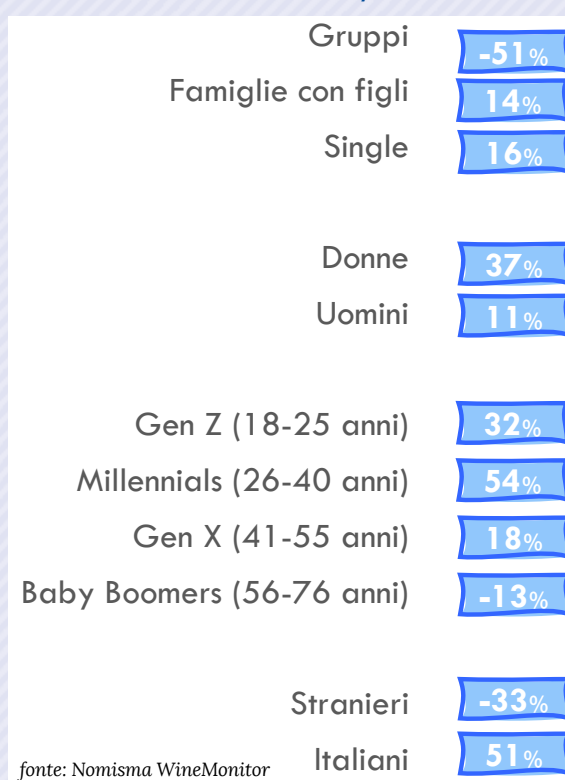 Gruppi -51%
Famiglie con figli 14%
Single 16%
Donne 37%
Uomini 11%
Gen Z (18-25 anni) 32%
Millennials (26-40 anni) 54%
Gen X (41-55 anni) 18%
Baby Boomers (56-76 anni) -13%
Stranieri -33%
Italiani 51%
fonte: Nomisma WineMonitor